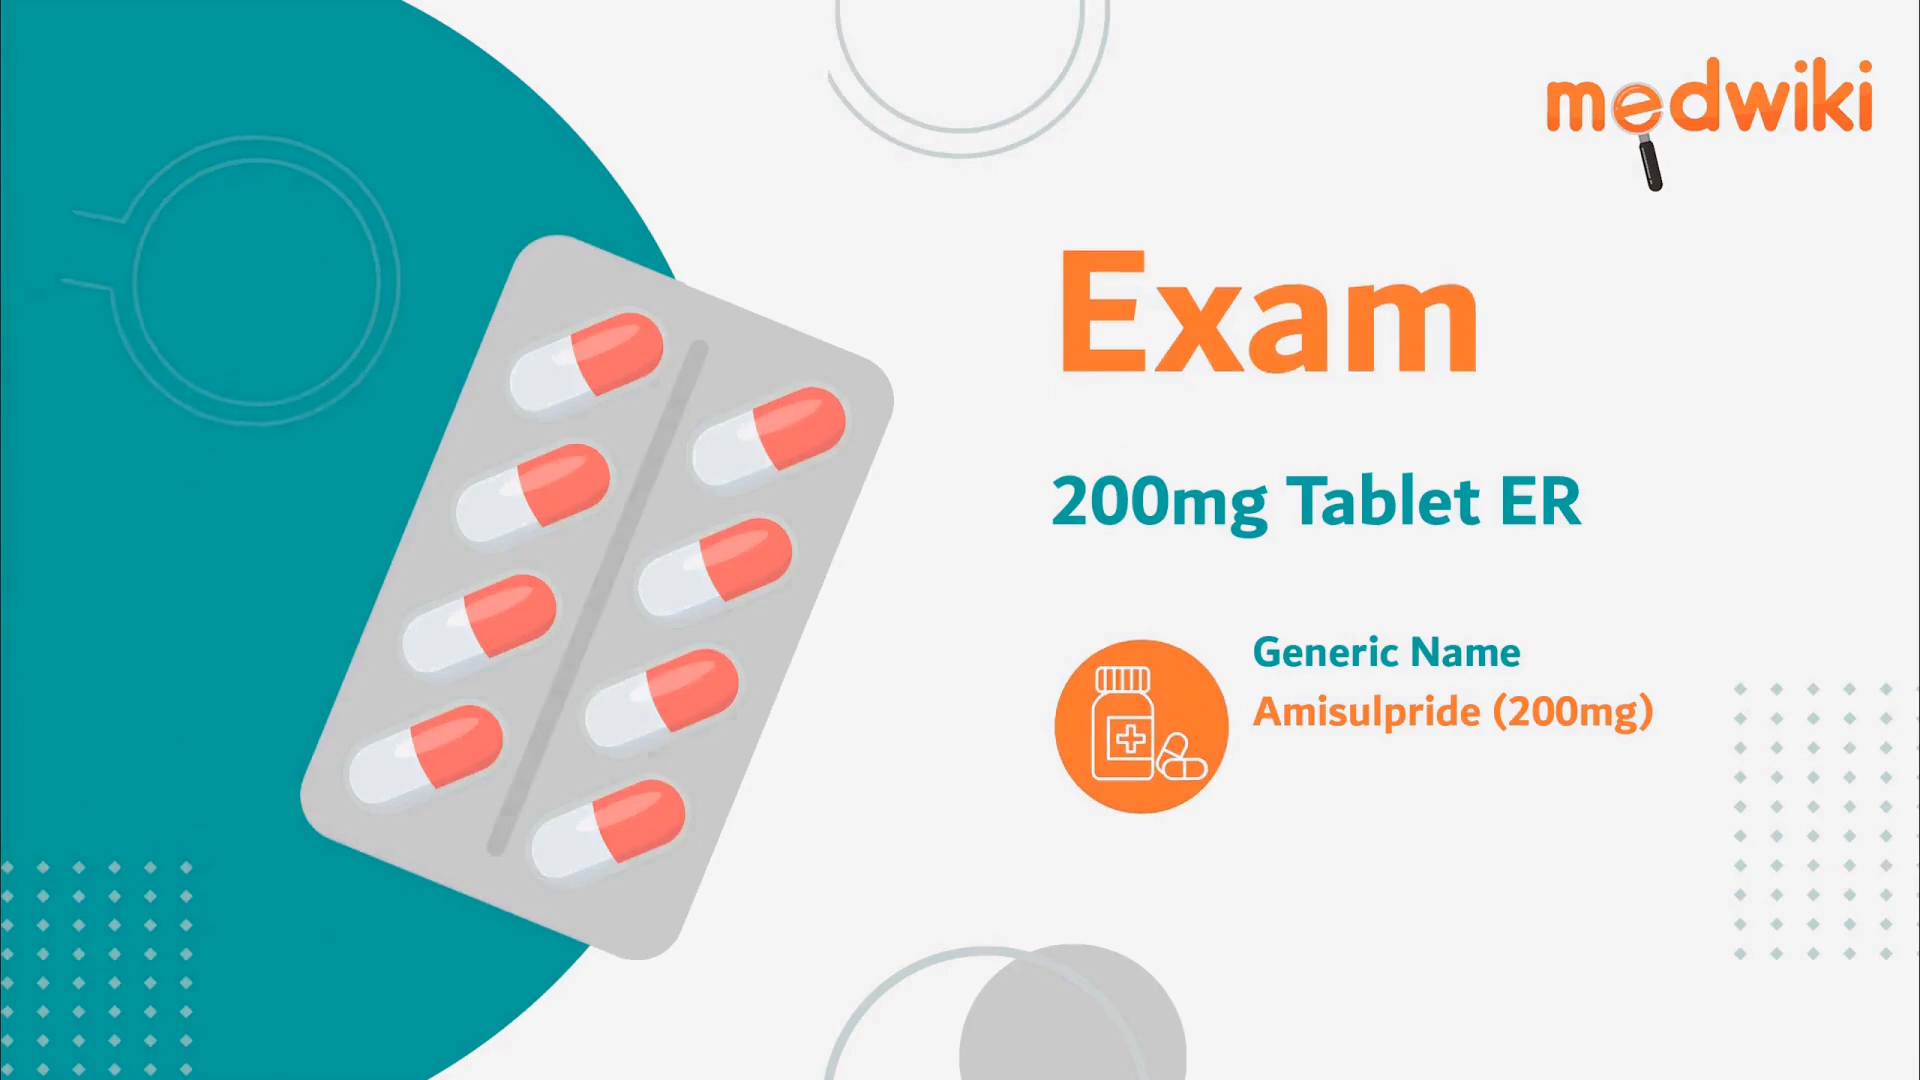 medwiki
Exam
200mg Tablet ER
Generic Name
Amisulpride (200mg)